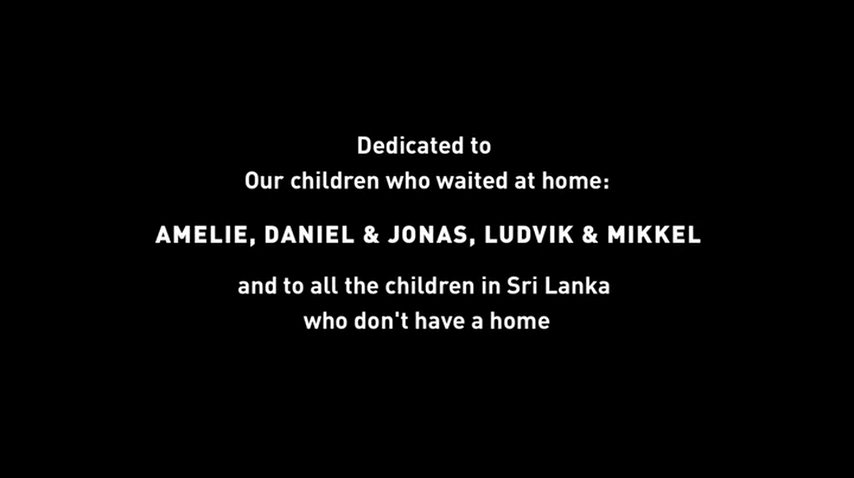 Dedicated to
Our children who waited at home:
AMELIE, DANIEL & JONAS, LUDVIK & MIKKEL
and to all the children in Sri Lanka
who don't have a home